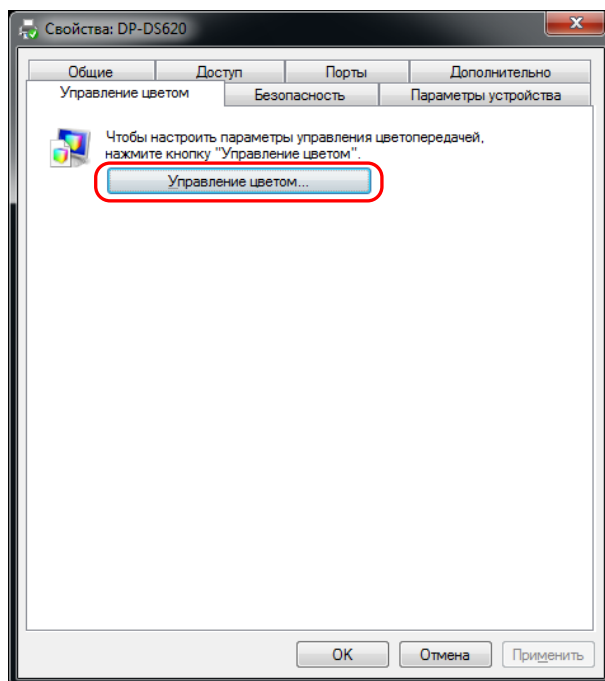 Свойства: DP-DS620
Общие Доступ Порты Дополнительно
Управление цветом Безопасность Параметры устройства
Чтобы настроить параметры управления цветопередачей,
нажмите кнопку "Управление цветом".
Управление цветом...
OK Отмена Применить